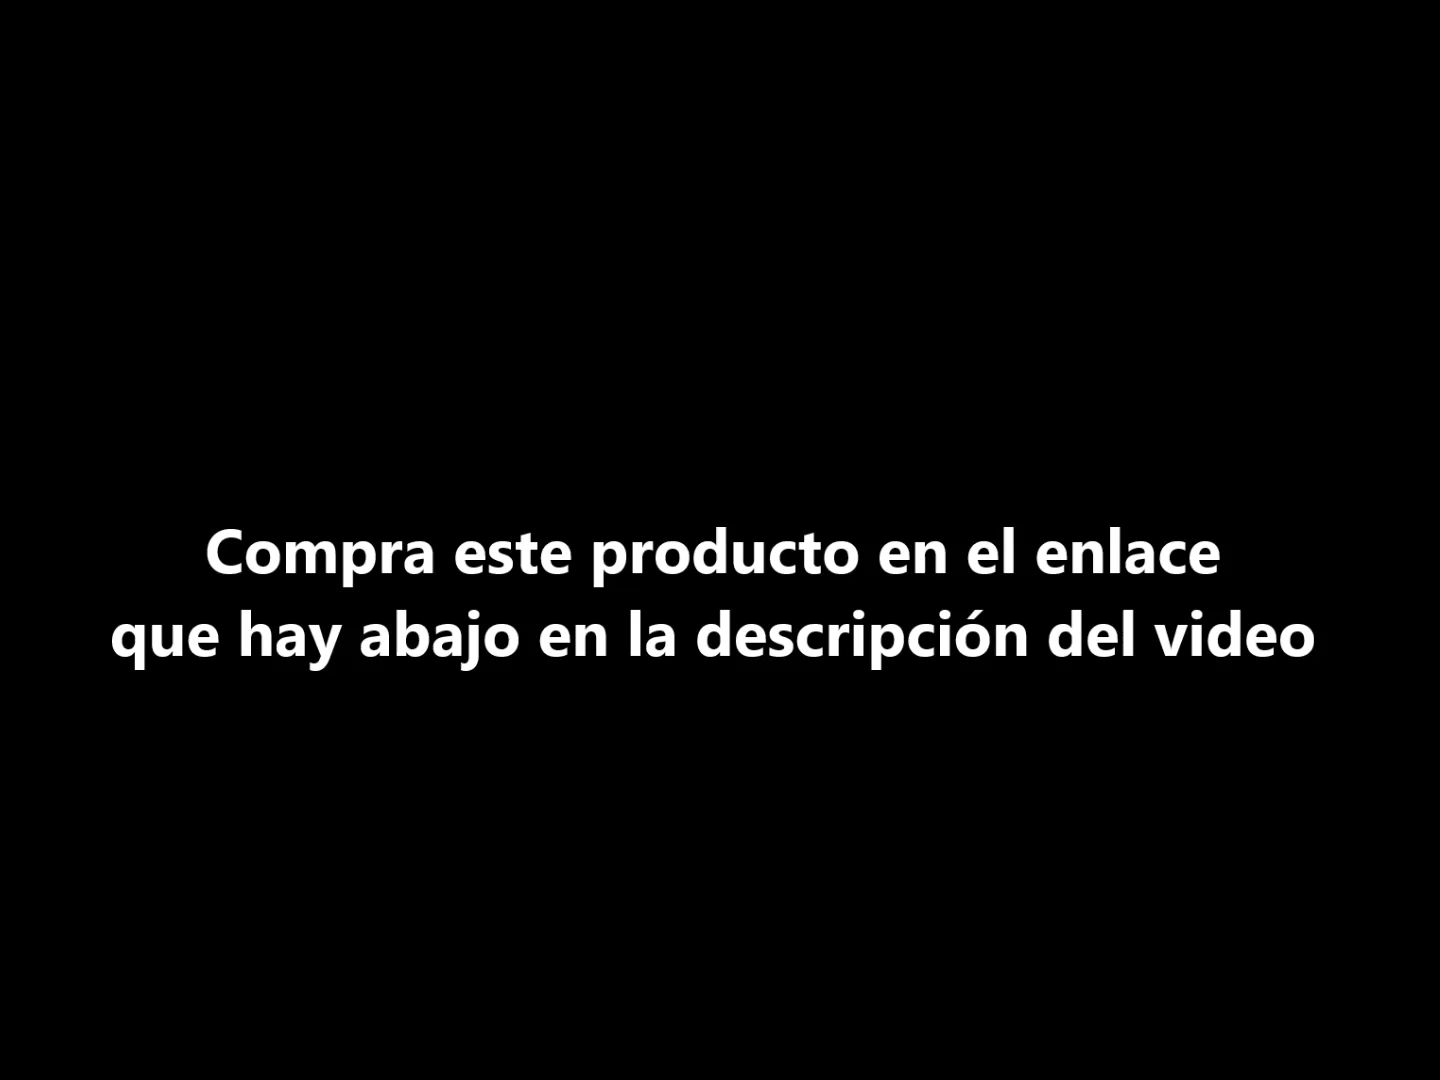 Compra este producto en el enlace
que hay abajo en la descripción del video